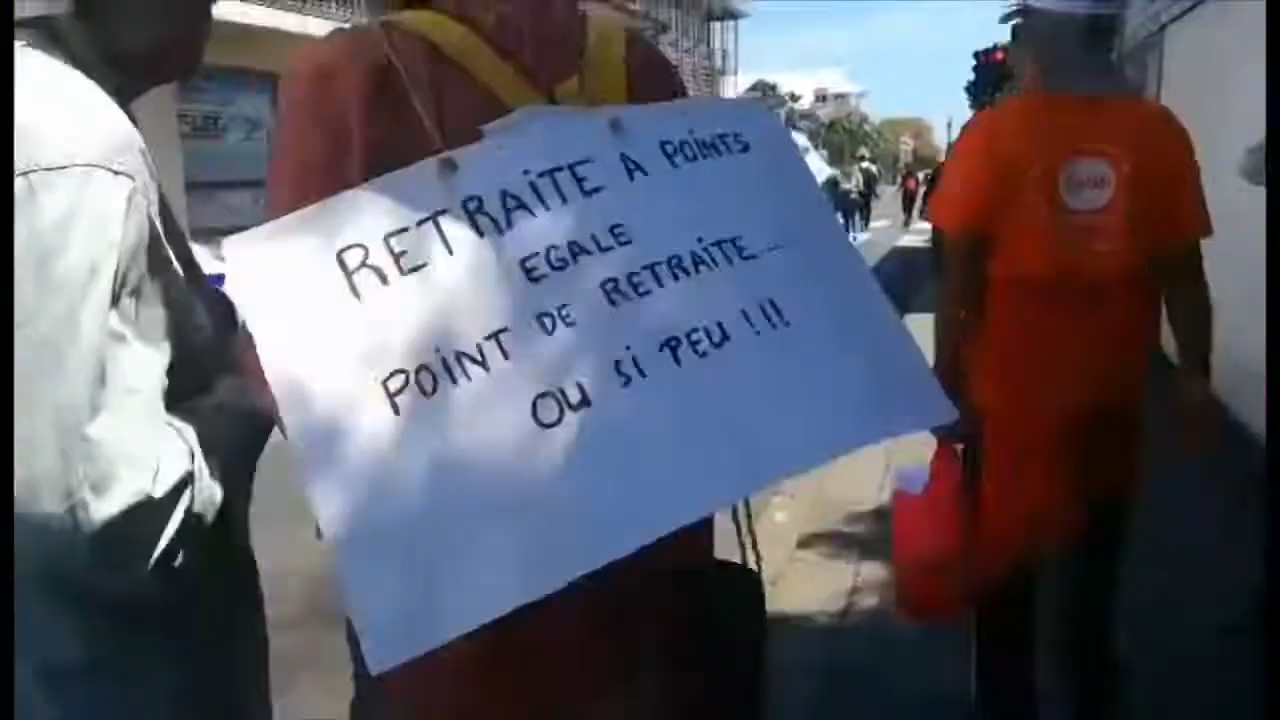 RETRAiTE A POiNTS
EGALE
POiNT DE RETRAiTE...
OU Si PEU !!!